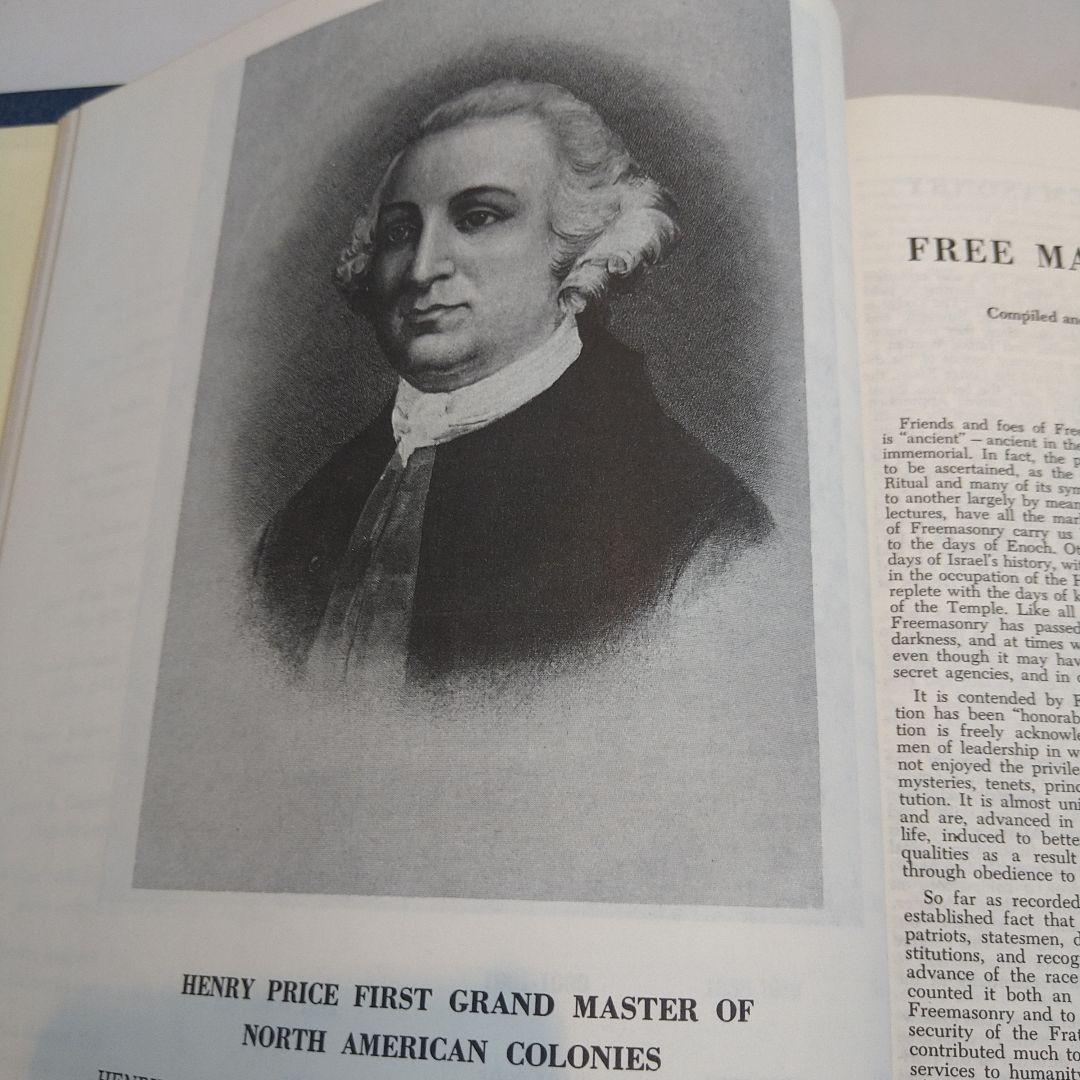 HENRY PRICE FIRST GRAND MASTER OF
NORTH AMERICAN COLONIES
FREE MA
Compiled an
Friends and foes of Free
is “ancient” — ancient in the
immemorial. In fact, the p
to be ascertained, as the
Ritual and many of its sym
to another largely by mean
lectures, have all the mar
of Freemasonry carry us
to the days of Enoch. Ot
days of Israel's history, wit
in the occupation of the H
replete with the days of k
of the Temple. Like all
Freemasonry has passed
darkness, and at times w
even though it may hav
secret agencies, and in
It is contended by F
tion has been “honorab
tion is freely acknowle
men of leadership in w
not enjoyed the privile
mysteries, tenets, princ
tution. It is almost uni
and are, advanced in
life, induced to bette
qualities as a result
through obedience to
So far as recorded
established fact that
patriots, statesmen, d
stitutions, and recog
advance of the race
counted it both an
Freemasonry and to
security of the Frat
contributed much to
services to humanity